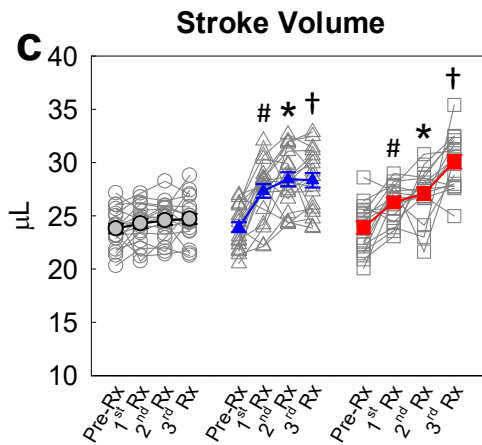 Stroke Volume
c
40
35
30
25
20
15
10
µL
# * †
# * †
Pre-Rx 1st Rx 2nd Rx 3rd Rx
Pre-Rx 1st Rx 2nd Rx 3rd Rx
Pre-Rx 1st Rx 2nd Rx 3rd Rx